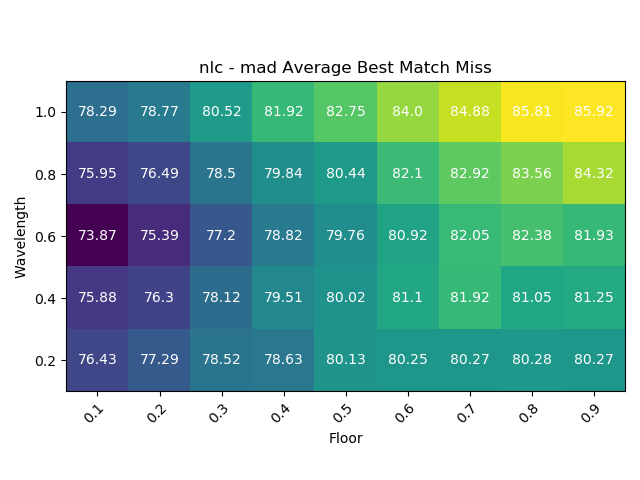 nlc - mad Average Best Match Miss
Wavelength
1.0 78.29 78.77 80.52 81.92 82.75 84.0 84.88 85.81 85.92
0.8 75.95 76.49 78.5 79.84 80.44 82.1 82.92 83.56 84.32
0.6 73.87 75.39 77.2 78.82 79.76 80.92 82.05 82.38 81.93
0.4 75.88 76.3 78.12 79.51 80.02 81.1 81.92 81.05 81.25
0.2 76.43 77.29 78.52 78.63 80.13 80.25 80.27 80.28 80.27
0.1 0.2 0.3 0.4 0.5 0.6 0.7 0.8 0.9
Floor